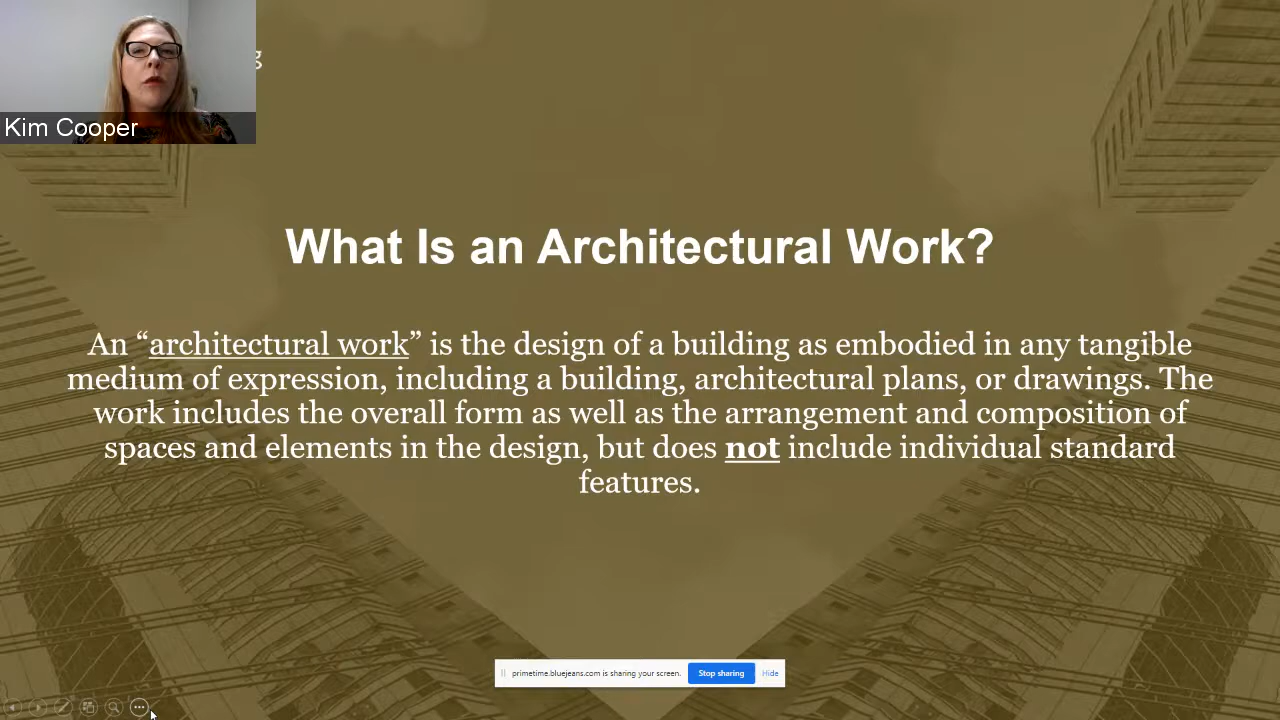 g
Kim Cooper
What Is an Architectural Work?
An “architectural work” is the design of a building as embodied in any tangible
medium of expression, including a building, architectural plans, or drawings. The
work includes the overall form as well as the arrangement and composition of
spaces and elements in the design, but does not include individual standard
features.
primetime.bluejeans.com is sharing your screen. Stop sharing Hide